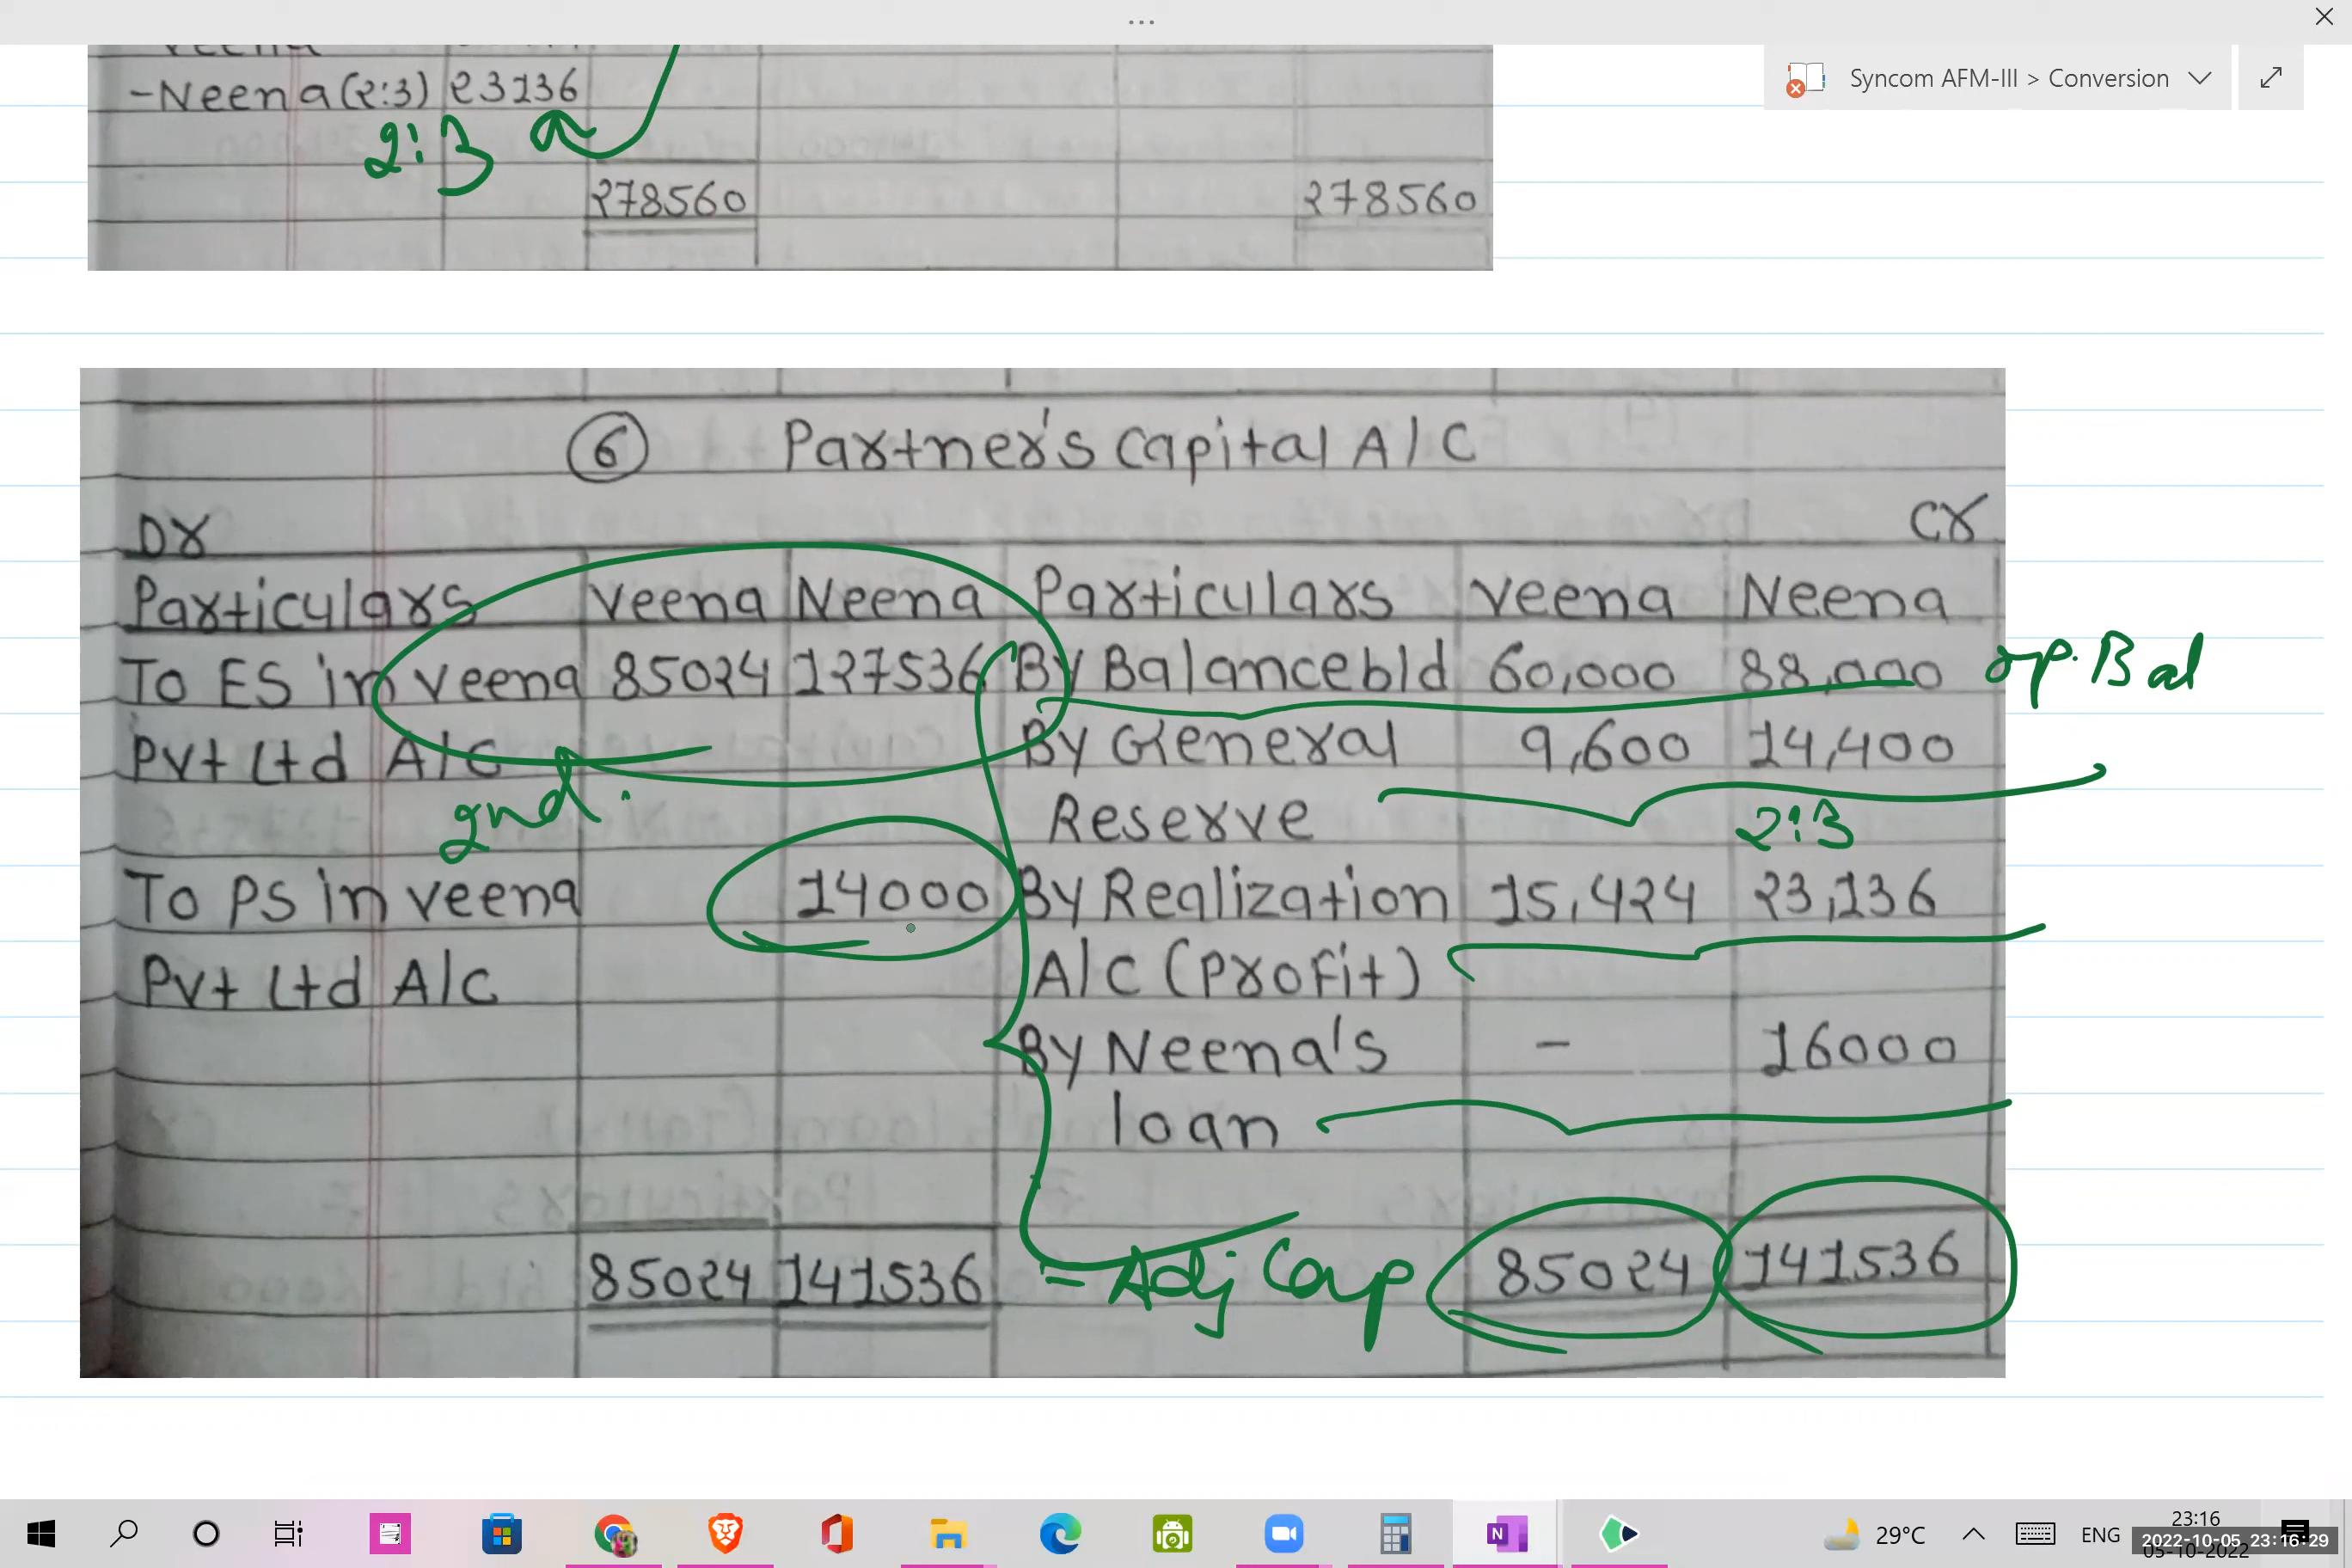 ...
Syncom AFM-III > Conversion
-Neena(2:3) 23136
2:3
278560 278560
6 Partner's Capital A/C
Dr Cr
Particulars Veena Neena Particulars Veena Neena
To ES in Veena 85024 127536 By Balance b/d 60,000 88,000 op. Bal
Pvt Ltd A/C By General 9,600 14,400
2nd.
Reserve 2:3
To PS in Veena 14000 By Realization 15,424 23,136
Pvt Ltd A/C A/C (Profit)
By Neena's - 16000
loan
85024 141536 = Adj Cap 85024 141536
29°C ENG 23:16
2022-10-05 23:16:29
05-10-2022